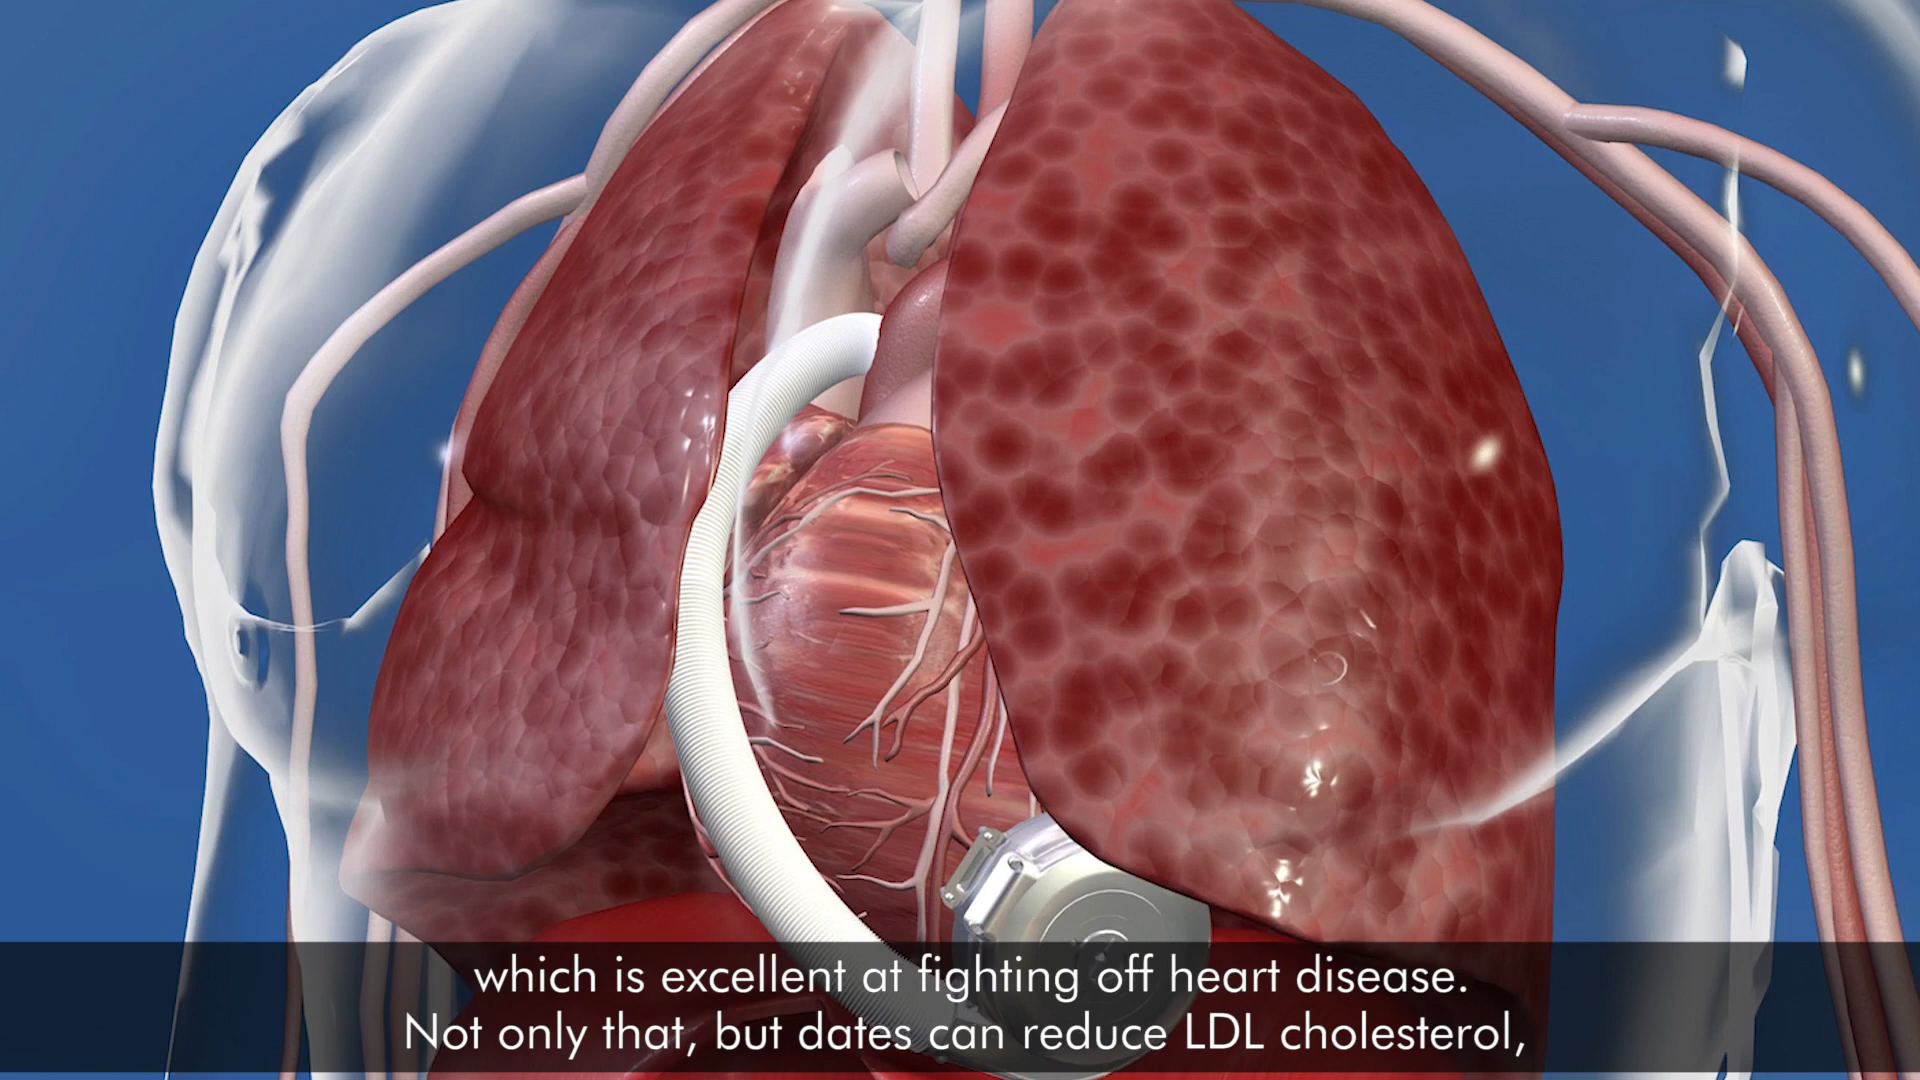 which is excellent at fighting off heart disease.
Not only that, but dates can reduce LDL cholesterol,